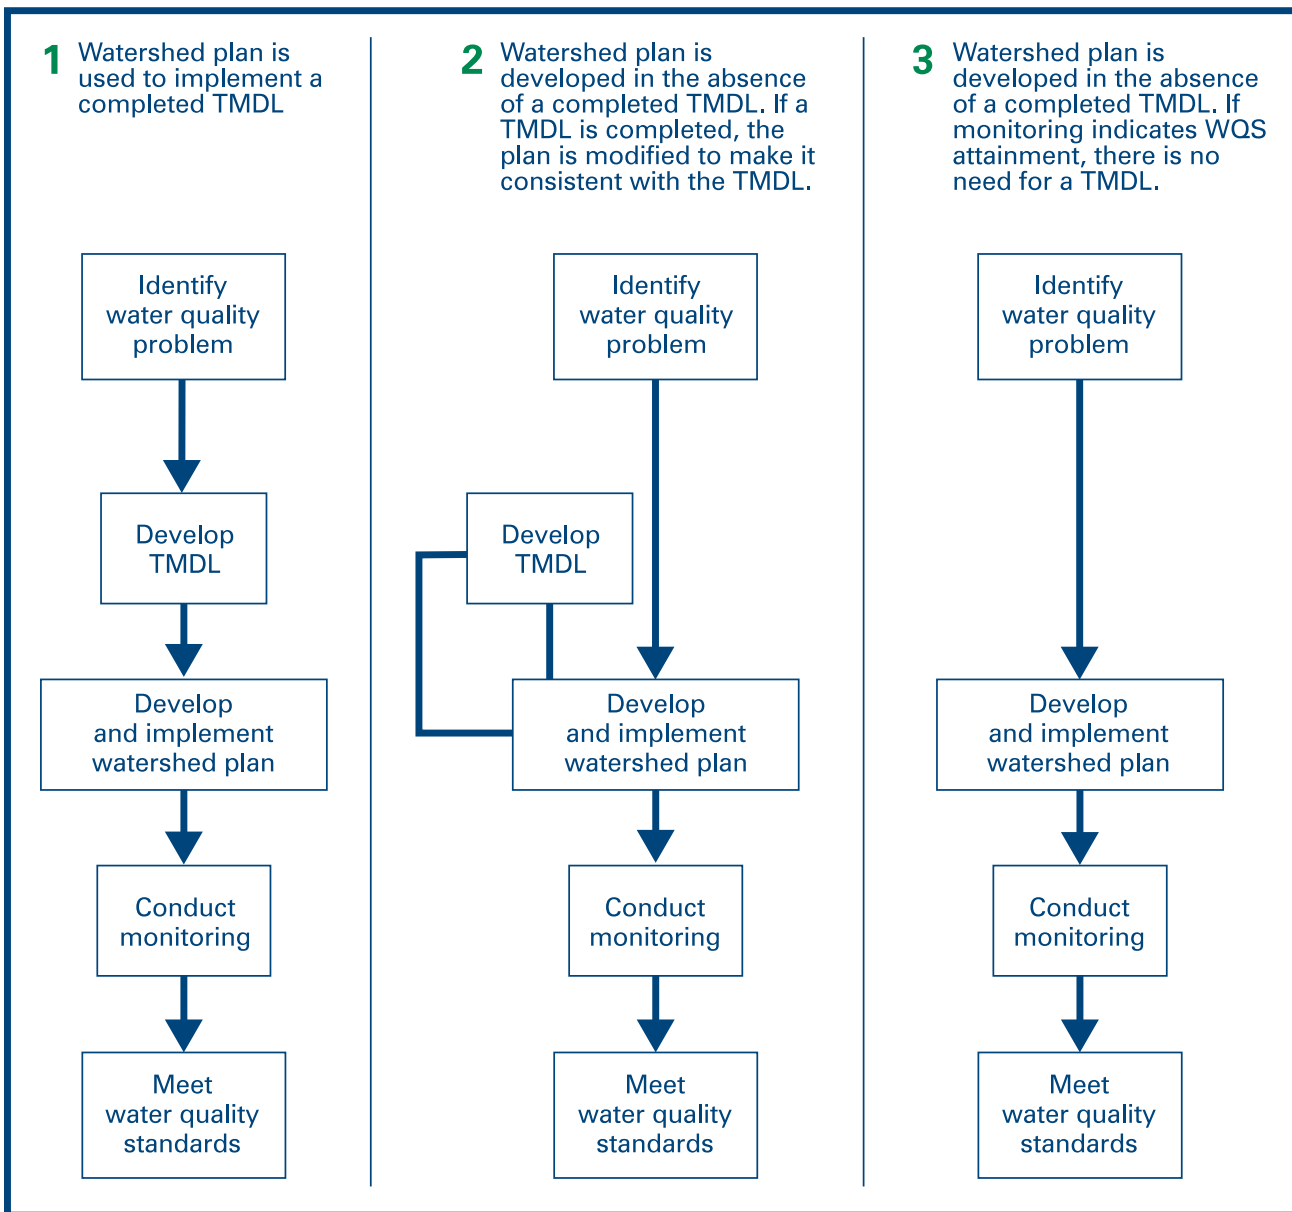 1 Watershed plan is
used to implement a
completed TMDL
Identify
water quality
problem
Develop
TMDL
Develop
and implement
watershed plan
Conduct
monitoring
Meet
water quality
standards
2 Watershed plan is
developed in the absence
of a completed TMDL. If a
TMDL is completed, the
plan is modified to make it
consistent with the TMDL.
Identify
water quality
problem
Develop
TMDL
Develop
and implement
watershed plan
Conduct
monitoring
Meet
water quality
standards
3 Watershed plan is
developed in the absence
of a completed TMDL. If
monitoring indicates WQS
attainment, there is no
need for a TMDL.
Identify
water quality
problem
Develop
and implement
watershed plan
Conduct
monitoring
Meet
water quality
standards